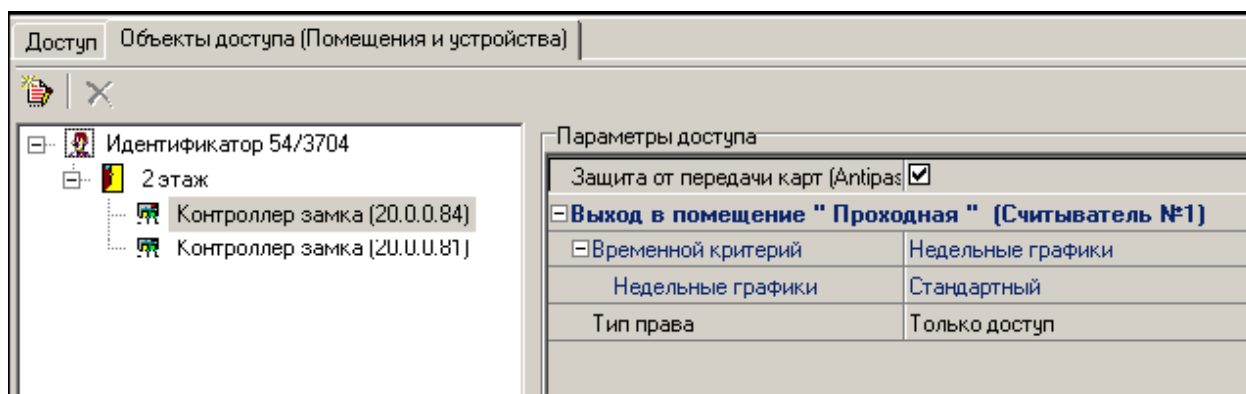 Доступ Объекты доступа (Помещения и устройства)
Идентификатор 54/3704
2 этаж
Контроллер замка (20.0.0.84)
Контроллер замка (20.0.0.81)
Параметры доступа
Защита от передачи карт (Antipas
Выход в помещение " Проходная " (Считыватель №1)
Временной критерий Недельные графики
Недельные графики Стандартный
Тип права Только доступ